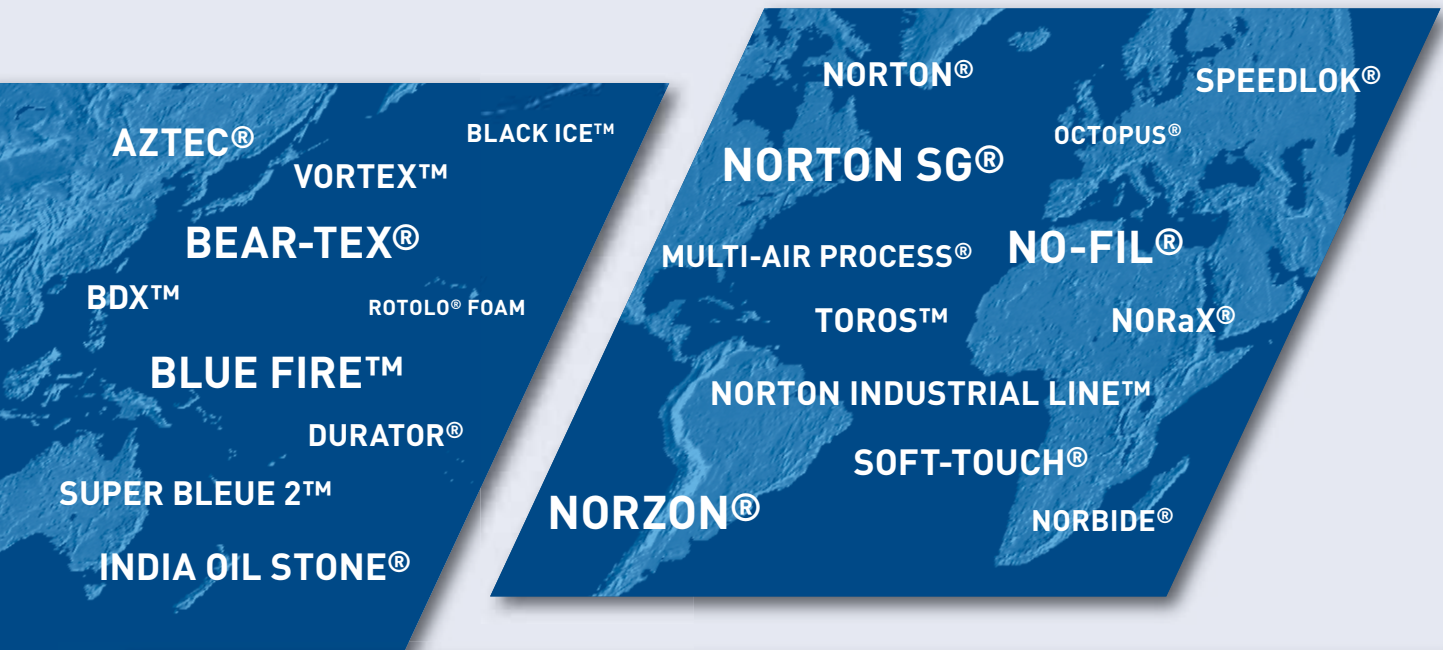 AZTEC®
BLACK ICE™
VORTEX™
BEAR-TEX®
BDX™
ROTOLO® FOAM
BLUE FIRE™
DURATOR®
SUPER BLEUE 2™
INDIA OIL STONE®
NORTON®
SPEEDLOK®
OCTOPUS®
NORTON SG®
MULTI-AIR PROCESS®
NO-FIL®
TOROS™
NORaX®
NORTON INDUSTRIAL LINE™
SOFT-TOUCH®
NORZON®
NORBIDE®